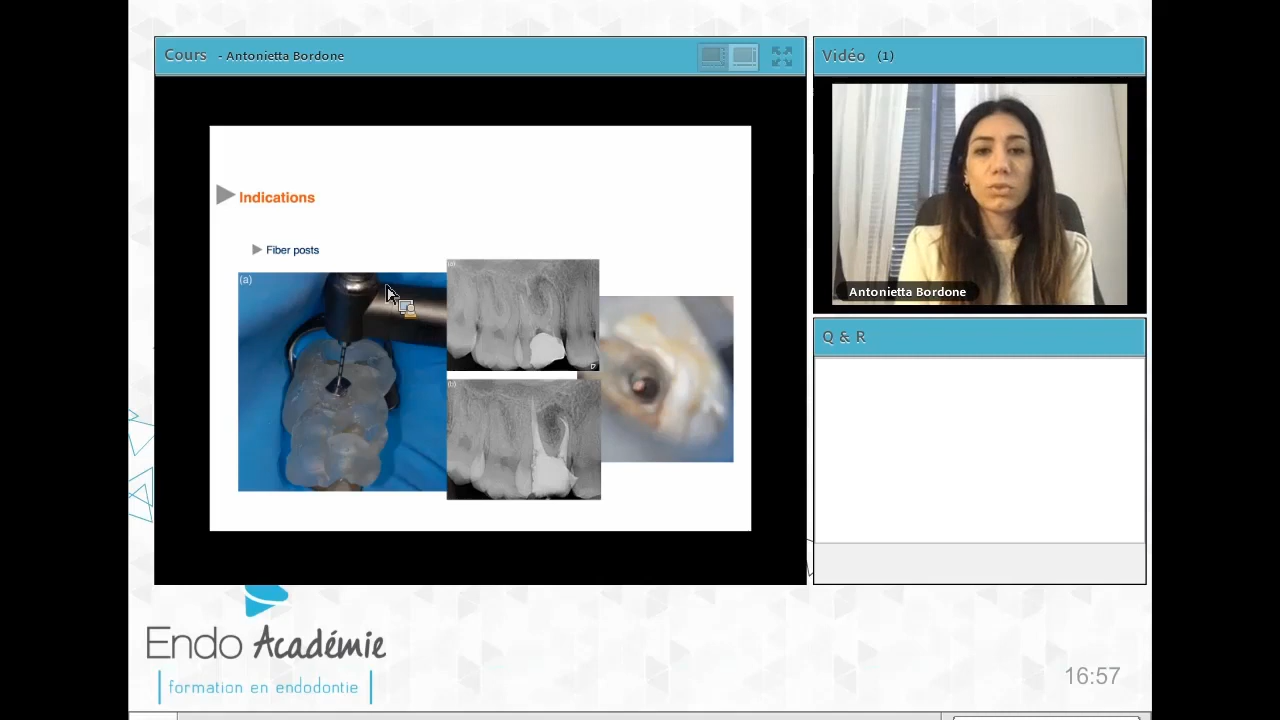 Cours - Antonietta Bordone
Vidéo (1)
Indications
Fiber posts
(a)
(a)
(b)
Antonietta Bordone
Q & R
Endo Académie
formation en endodontie
16:57